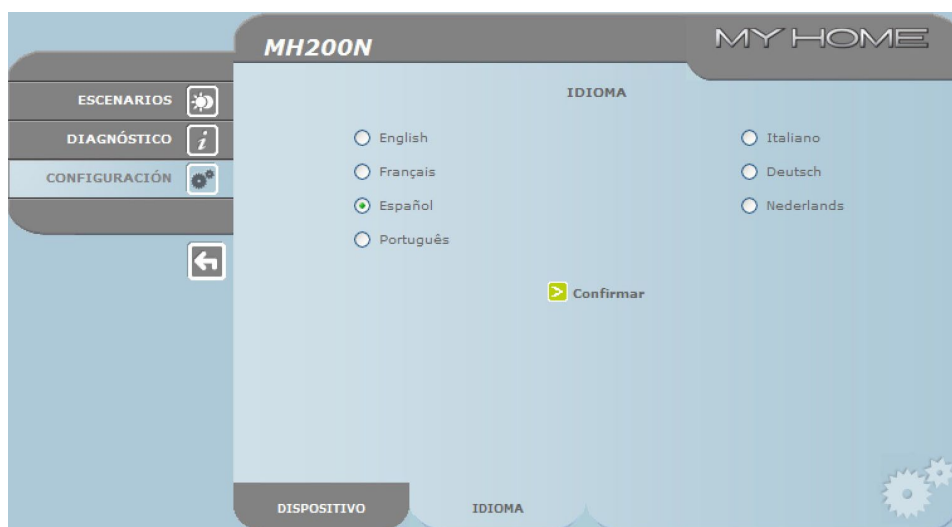 MH200N
MY HOME
ESCENARIOS
DIAGNÓSTICO
i
CONFIGURACIÓN
IDIOMA
English
Italiano
Français
Deutsch
Español
Nederlands
Português
Confirmar
DISPOSITIVO
IDIOMA